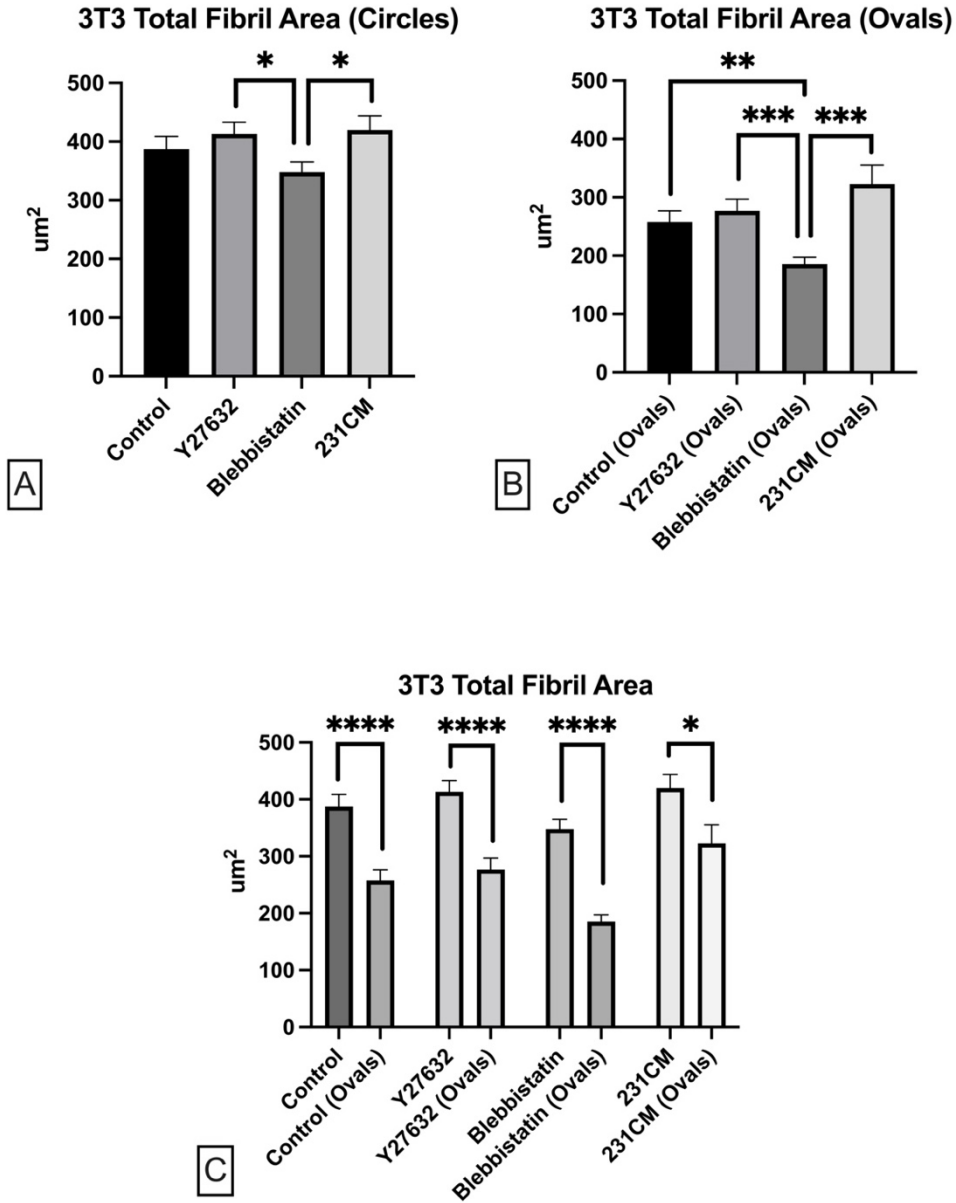 3T3 Total Fibril Area (Circles)
* *
500
400
300
200
100
0
um²
Control
Y27632
Blebbistatin
231CM
A
3T3 Total Fibril Area (Ovals)
**
*** ***
500
400
300
200
100
0
um²
Control (Ovals)
Y27632 (Ovals)
Blebbistatin (Ovals)
231CM (Ovals)
B
3T3 Total Fibril Area
**** **** **** *
500
400
300
200
100
0
um²
Control
Control (Ovals)
Y27632
Y27632 (Ovals)
Blebbistatin
Blebbistatin (Ovals)
231CM
231CM (Ovals)
C